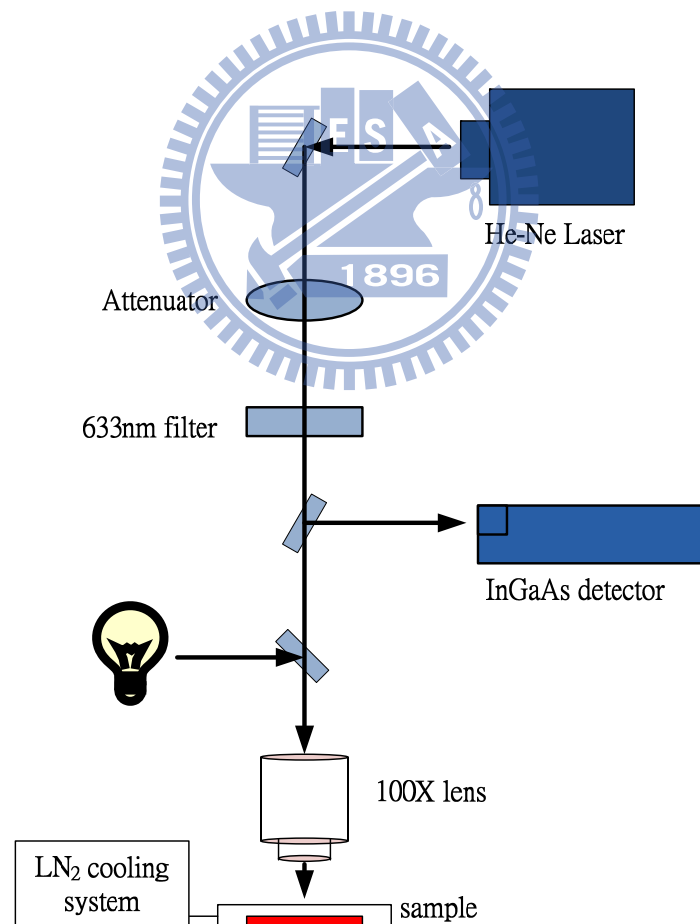 E S A
He-Ne Laser
1896
Attenuator
633nm filter
InGaAs detector
100X lens
LN₂ cooling
system
sample